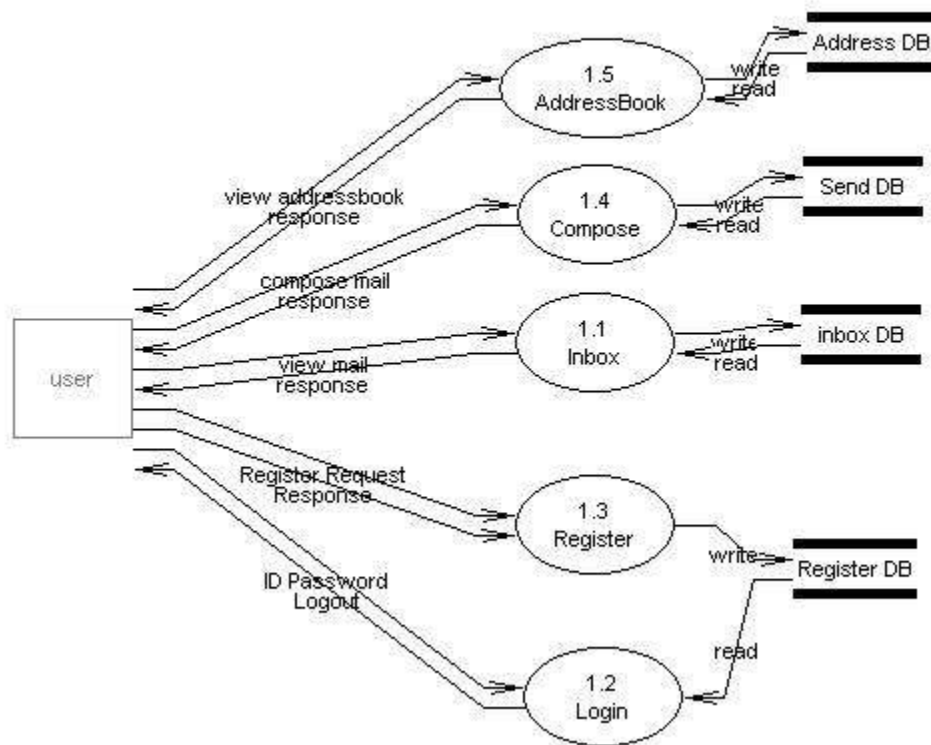 1.5
AddressBook
write
read
Address DB
view addressbook
response
1.4
Compose
write
read
Send DB
compose mail
response
1.1
Inbox
write
read
inbox DB
user
view mail
response
Register Request
Response
1.3
Register
write
Register DB
ID Password
Logout
read
1.2
Login